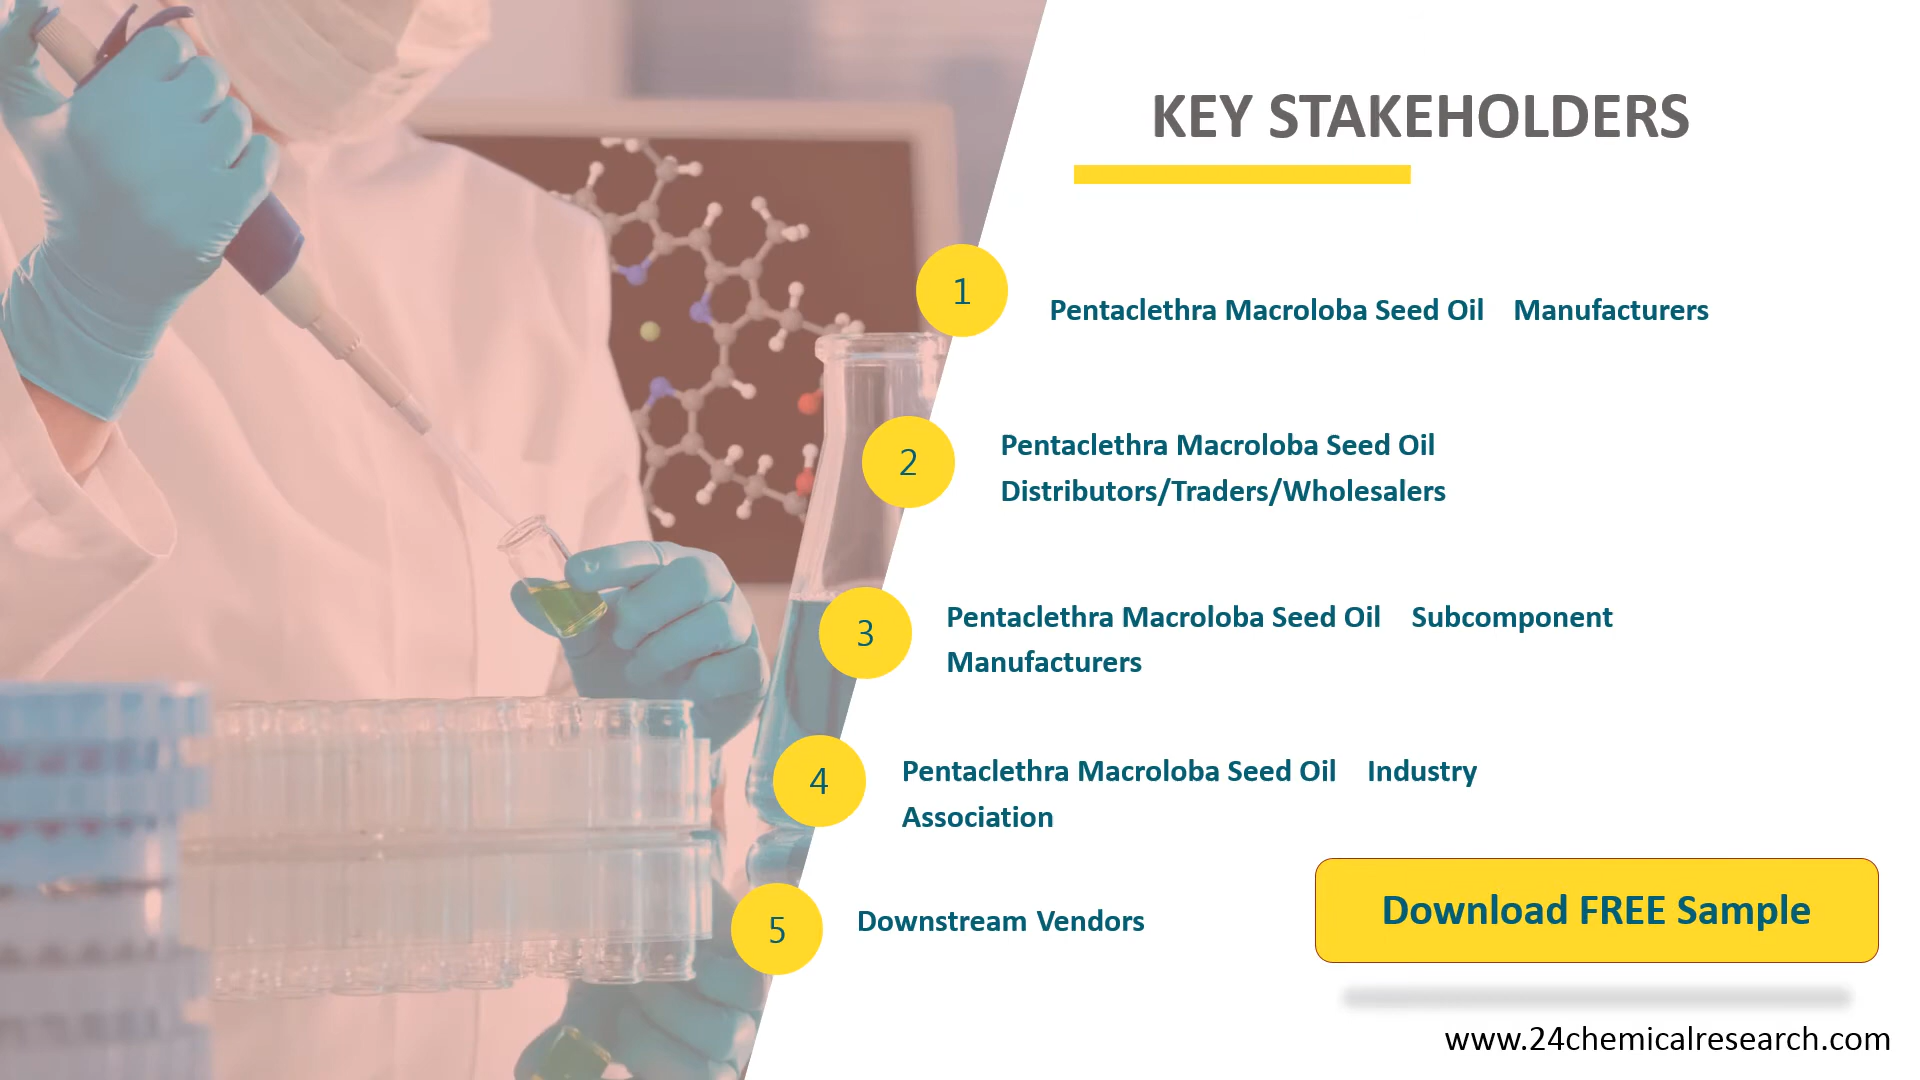 KEY STAKEHOLDERS
1
Pentaclethra Macroloba Seed Oil Manufacturers
2
Pentaclethra Macroloba Seed Oil
Distributors/Traders/Wholesalers
3
Pentaclethra Macroloba Seed Oil Subcomponent
Manufacturers
4
Pentaclethra Macroloba Seed Oil Industry
Association
5
Downstream Vendors
Download FREE Sample
www.24chemicalresearch.com